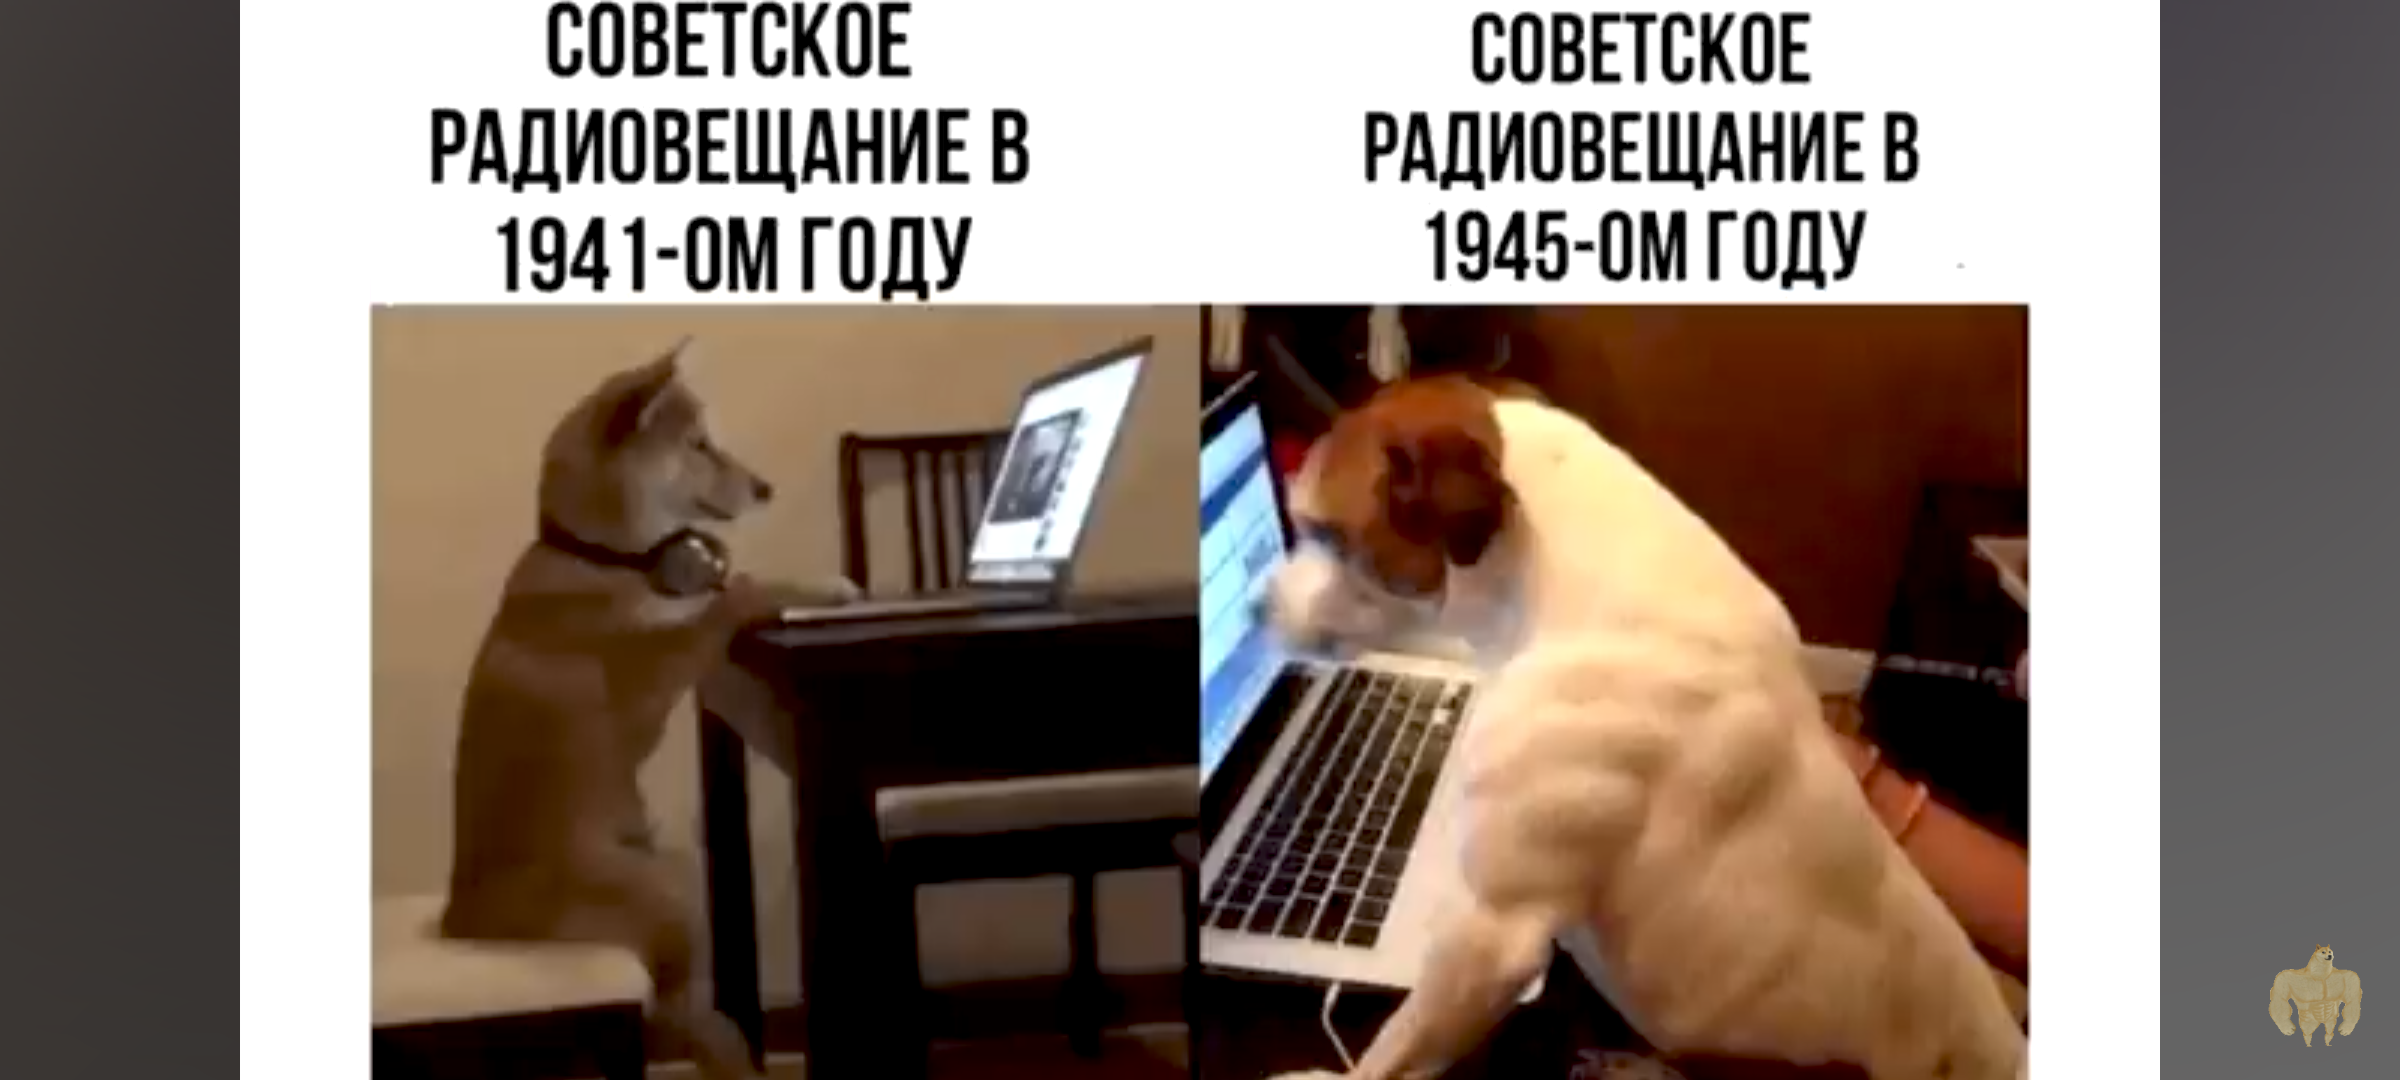 СОВЕТСКОЕ
РАДИОВЕЩАНИЕ В
1941-ОМ ГОДУ
СОВЕТСКОЕ
РАДИОВЕЩАНИЕ В
1945-ОМ ГОДУ